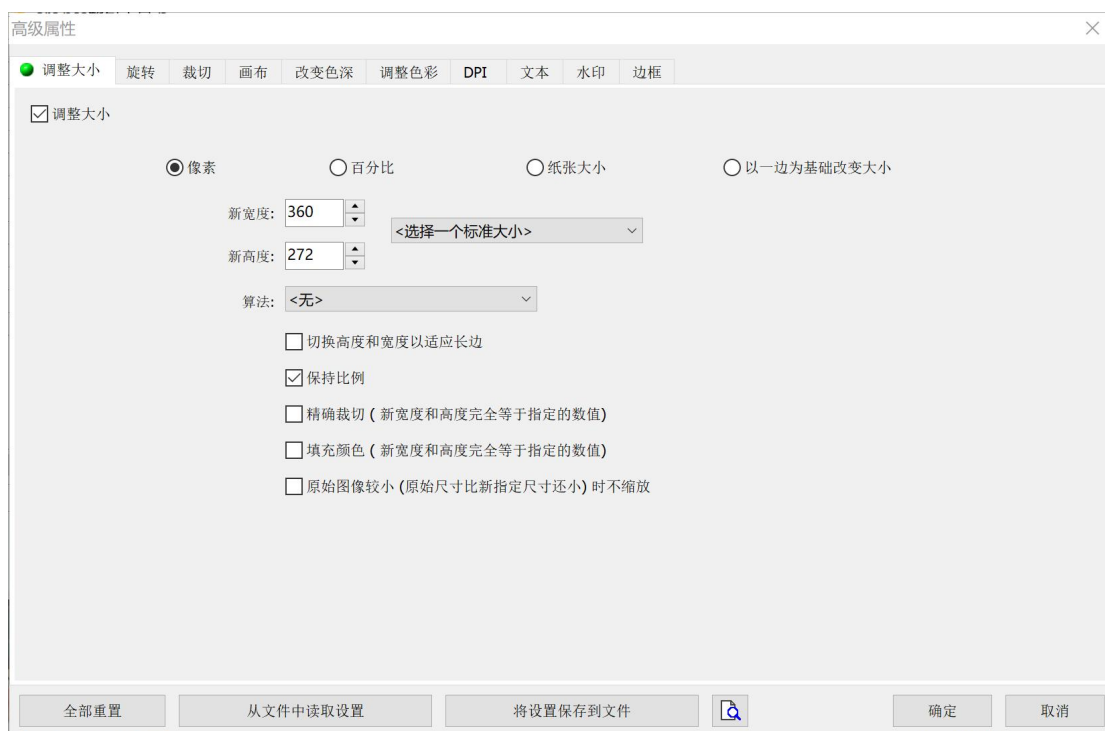 高级属性
调整大小 旋转 裁切 画布 改变色深 调整色彩 DPI 文本 水印 边框
调整大小
像素 百分比 纸张大小 以一边为基础改变大小
新宽度: 360
<选择一个标准大小>
新高度: 272
算法: <无>
切换高度和宽度以适应长边
保持比例
精确裁切 ( 新宽度和高度完全等于指定的数值)
填充颜色 ( 新宽度和高度完全等于指定的数值)
原始图像较小 (原始尺寸比新指定尺寸还小) 时不缩放
全部重置 从文件中读取设置 将设置保存到文件 确定 取消